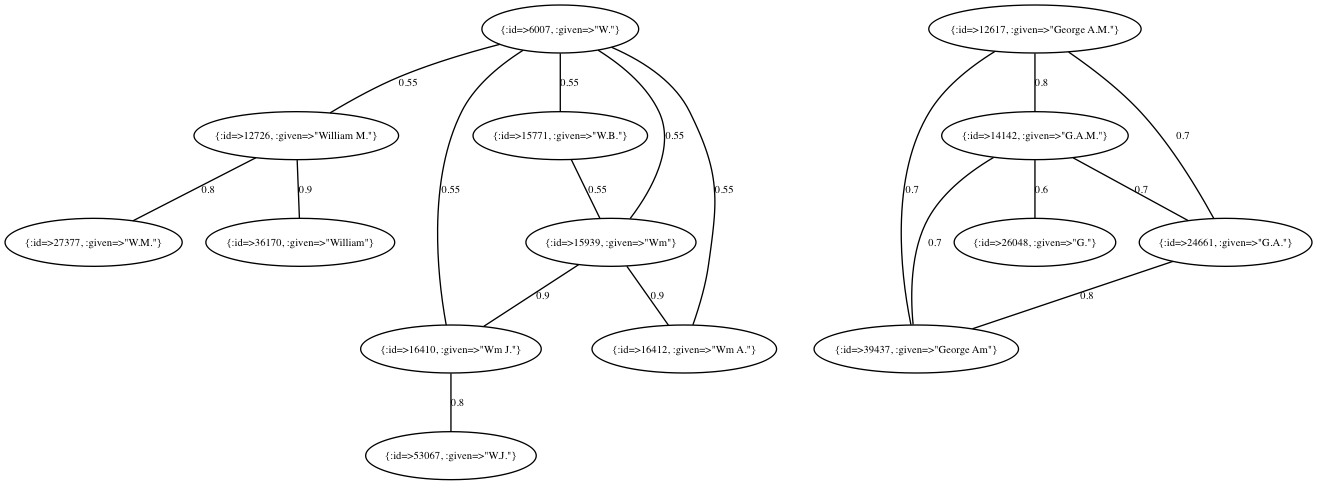 {:id=>6007, :given=>"W."}
{:id=>12617, :given=>"George A.M."}
0.55
0.55
0.8
{:id=>12726, :given=>"William M."}
{:id=>15771, :given=>"W.B."}
0.55
{:id=>14142, :given=>"G.A.M."}
0.7
0.8
0.9
0.55
0.55
0.55
0.7
0.6
0.7
{:id=>27377, :given=>"W.M."}
{:id=>36170, :given=>"William"}
{:id=>15939, :given=>"Wm"}
0.7
{:id=>26048, :given=>"G."}
{:id=>24661, :given=>"G.A."}
0.9
0.9
0.8
{:id=>16410, :given=>"Wm J."}
{:id=>16412, :given=>"Wm A."}
{:id=>39437, :given=>"George Am"}
0.8
{:id=>53067, :given=>"W.J."}